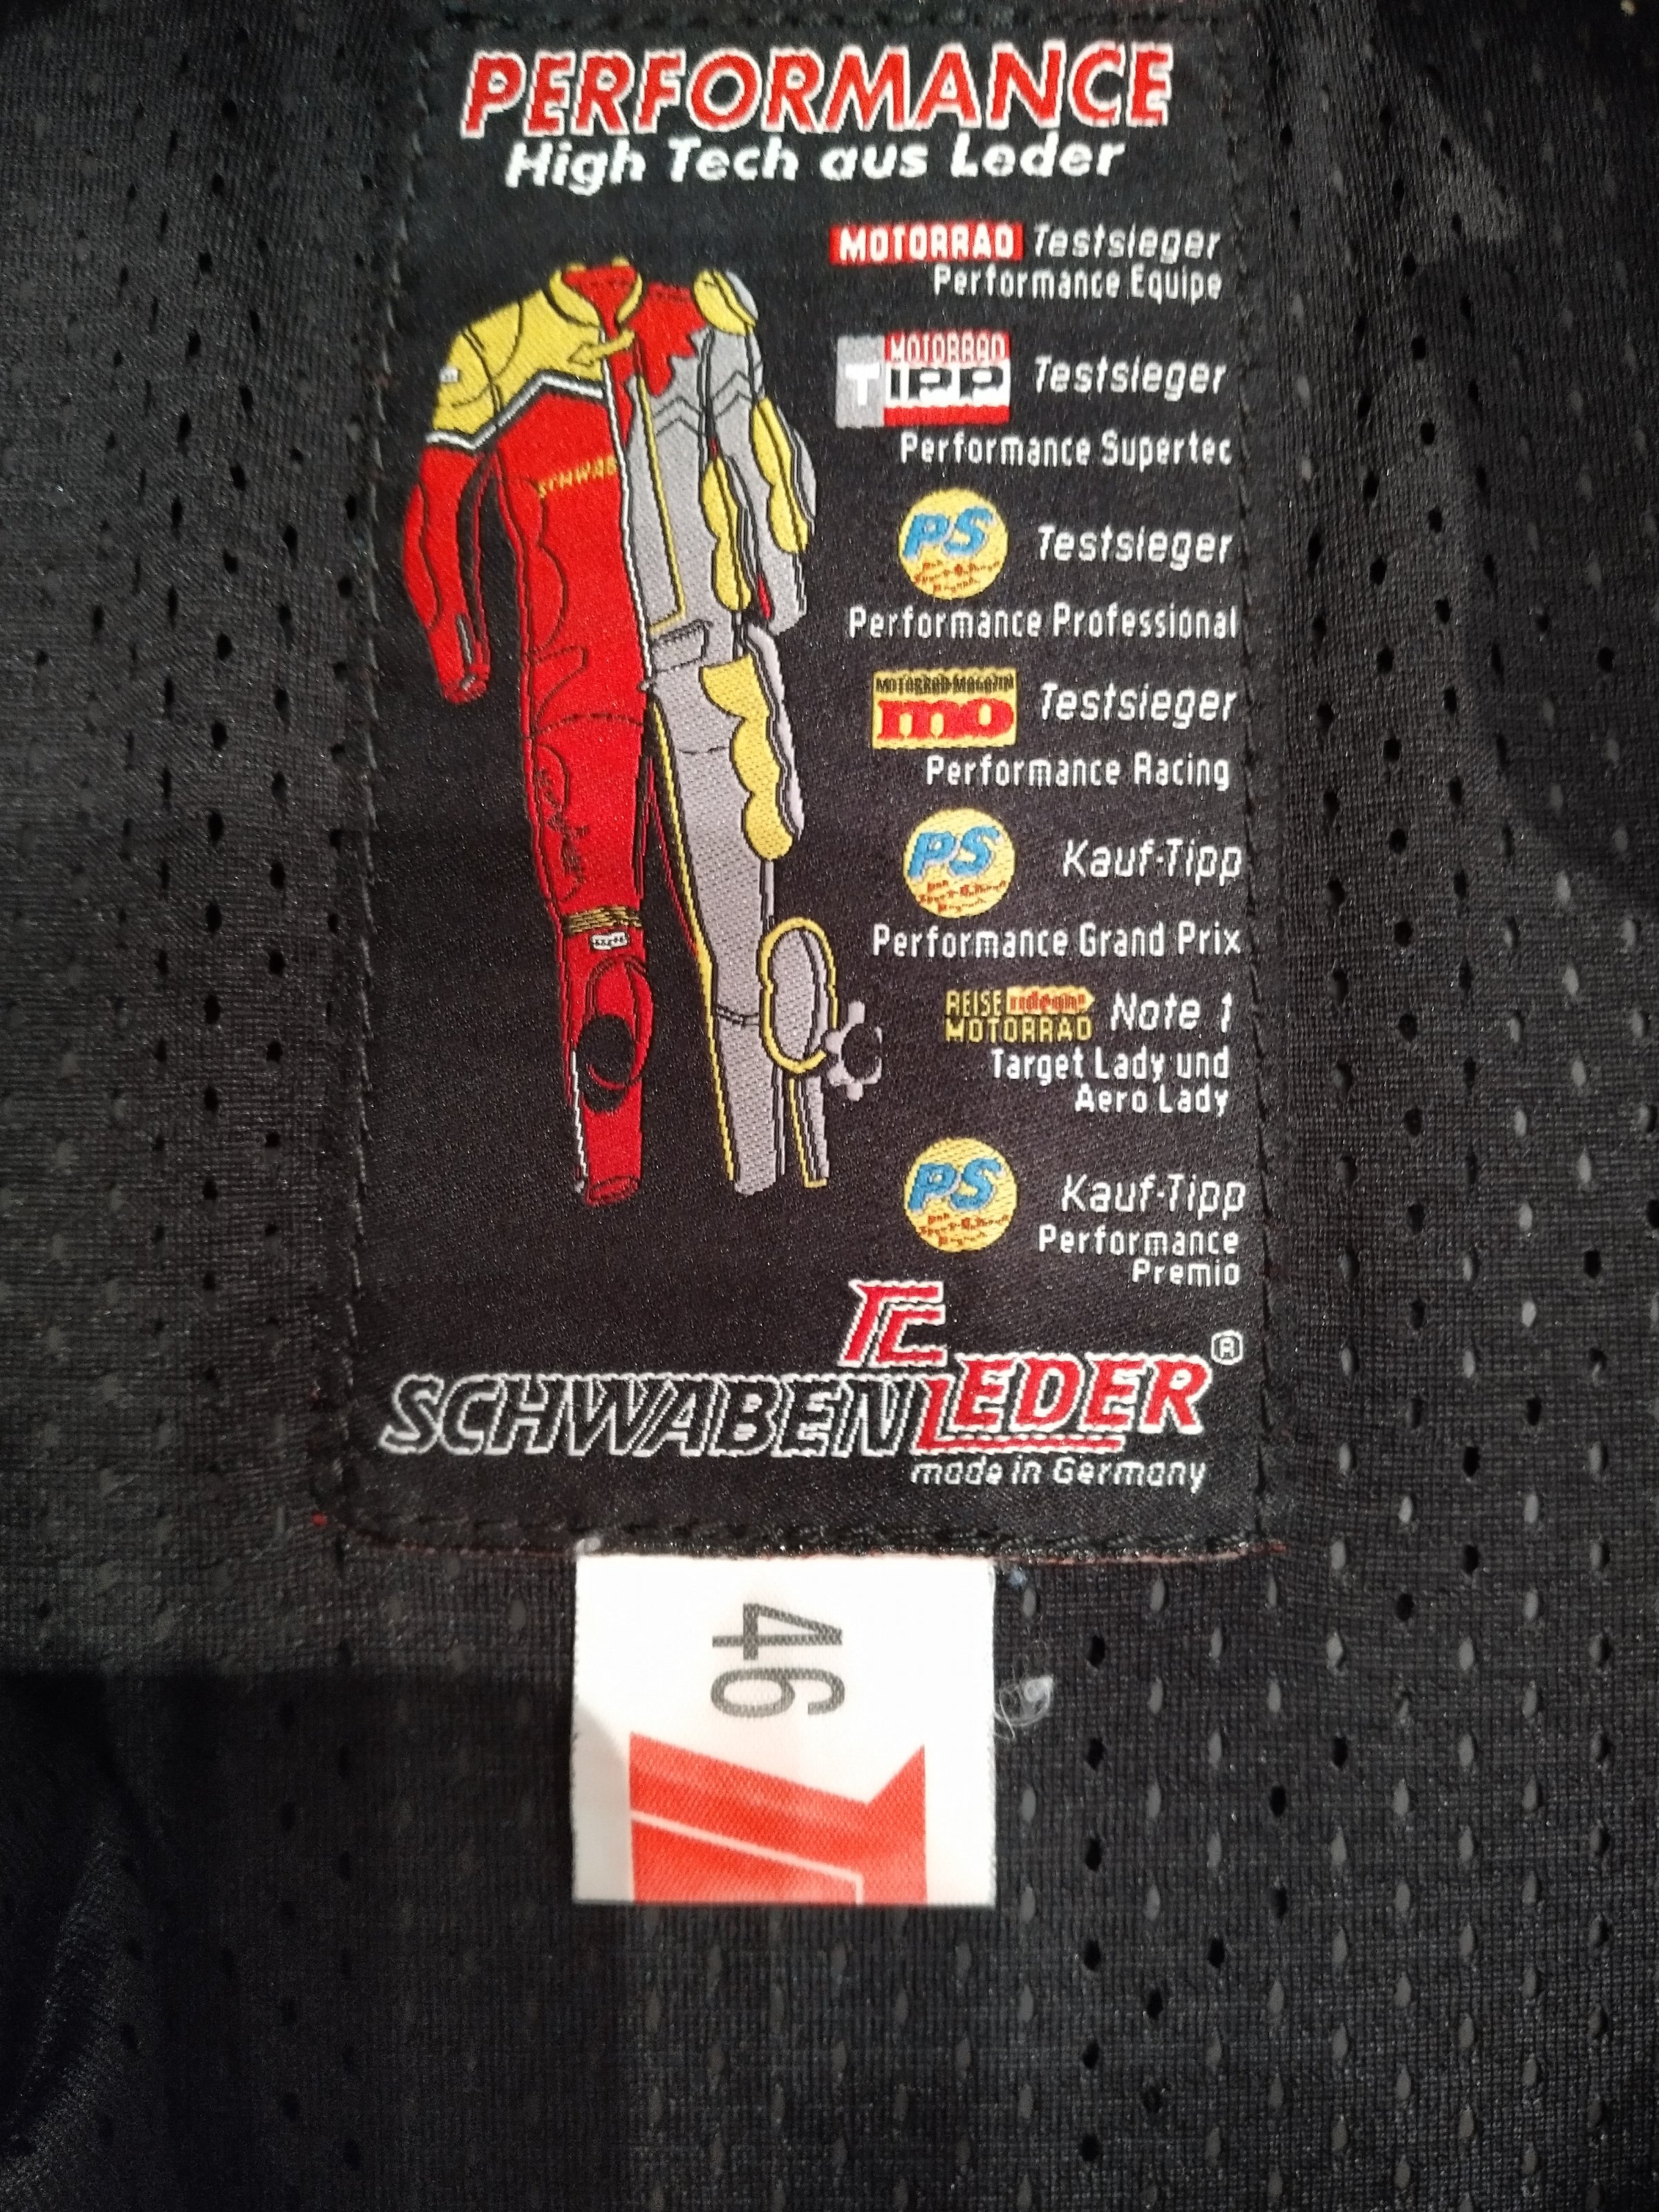 PERFORMANCE
High Tech aus Leder
MOTORRAD Testsieger
Performance Equipe
MOTORRAD
TIPP Testsieger
Performance Supertec
SCHWAB
PS Testsieger
Performance Professional
MOTORRAD-MAGAZIN
mo Testsieger
Performance Racing
PS Kauf-Tipp
Performance Grand Prix
REISE
MOTORRAD Note 1
Target Lady und
Aero Lady
PS Kauf-Tipp
Performance
Premio
SCHWABENLEDER®
made in Germany
46